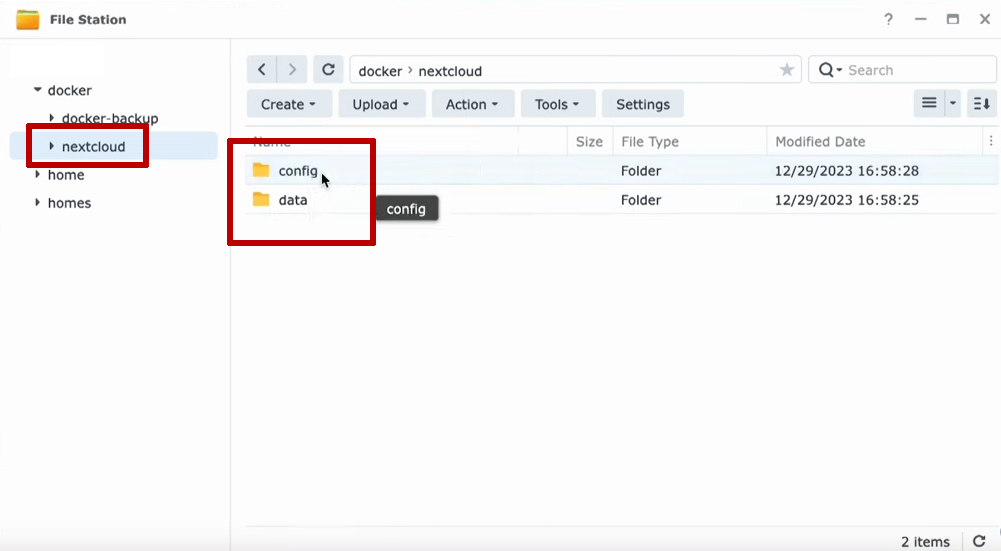 File Station
?
docker
docker-backup
nextcloud
home
homes
docker › nextcloud
Search
Create
Upload
Action
Tools
Settings
Name
Size
File Type
Modified Date
config
Folder
12/29/2023 16:58:28
data
Folder
12/29/2023 16:58:25
config
2 items